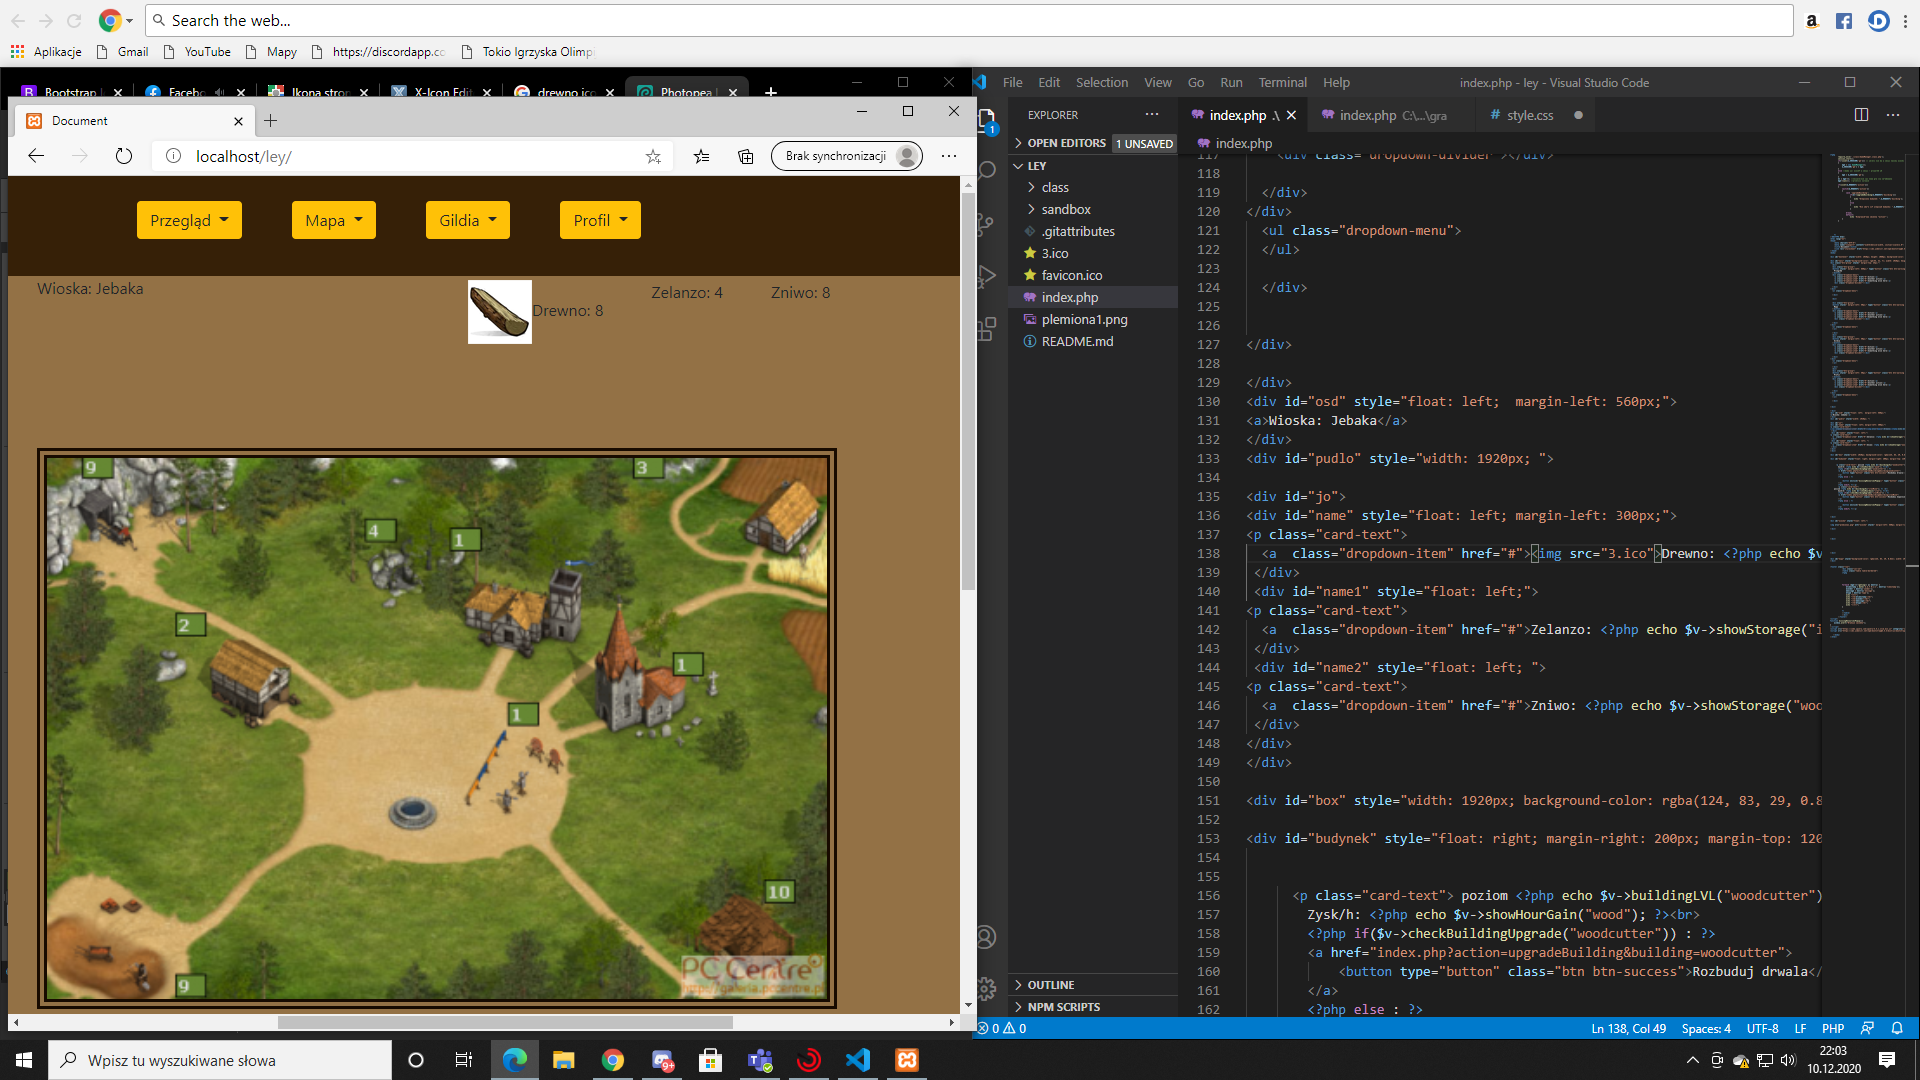 Search the web...
Aplikacje
Gmail
YouTube
Mapy
https://discordapp.co
Tokio Igrzyska Olimpi
Bootstrap
Facebo
Ikona stron
X-Icon Edit
drewno ico
Photopea |
Document
localhost/ley/
Brak synchronizacji
Przegląd
Mapa
Gildia
Profil
Wioska: Jebaka
Drewno: 8
Zelanzo: 4
Zniwo: 8
9
3
4
1
2
1
1
10
9
PC Centre
http://galeria.pccentre.pl
File Edit Selection View Go Run Terminal Help
index.php - ley - Visual Studio Code
EXPLORER
index.php .\
index.php C:\...\gra
# style.css
1
OPEN EDITORS 1 UNSAVED
index.php
LEY
class
sandbox
.gitattributes
3.ico
favicon.ico
index.php
plemiona1.png
README.md
OUTLINE
NPM SCRIPTS
117 <div class="dropdown-divider"></div>
118
119 </div>
120 </div>
121 <ul class="dropdown-menu">
122 </ul>
123
124 </div>
125
126
127 </div>
128
129 </div>
130 <div id="osd" style="float: left;  margin-left: 560px;">
131 <a>Wioska: Jebaka</a>
132 </div>
133 <div id="pudlo" style="width: 1920px; ">
134
135 <div id="jo">
136 <div id="name" style="float: left; margin-left: 300px;">
137 <p class="card-text">
138 <a  class="dropdown-item" href="#"><img src="3.ico">Drewno: <?php echo $v
139 </div>
140 <div id="name1" style="float: left;">
141 <p class="card-text">
142 <a  class="dropdown-item" href="#">Zelanzo: <?php echo $v->showStorage("i
143 </div>
144 <div id="name2" style="float: left; ">
145 <p class="card-text">
146 <a  class="dropdown-item" href="#">Zniwo: <?php echo $v->showStorage("woo
147 </div>
148 </div>
149 </div>
150
151 <div id="box" style="width: 1920px; background-color: rgba(124, 83, 29, 0.8
152
153 <div id="budynek" style="float: right; margin-right: 200px; margin-top: 120
154
155
156 <p class="card-text"> poziom <?php echo $v->buildingLVL("woodcutter")
157 Zysk/h: <?php echo $v->showHourGain("wood"); ?><br>
158 <?php if($v->checkBuildingUpgrade("woodcutter")) : ?>
159 <a href="index.php?action=upgradeBuilding&building=woodcutter">
160 <button type="button" class="btn btn-success">Rozbuduj drwala</
161 </a>
162 <?php else : ?>
0 0
Ln 138, Col 49 Spaces: 4 UTF-8 LF PHP
Wpisz tu wyszukiwane słowa
9+
22:03
10.12.2020